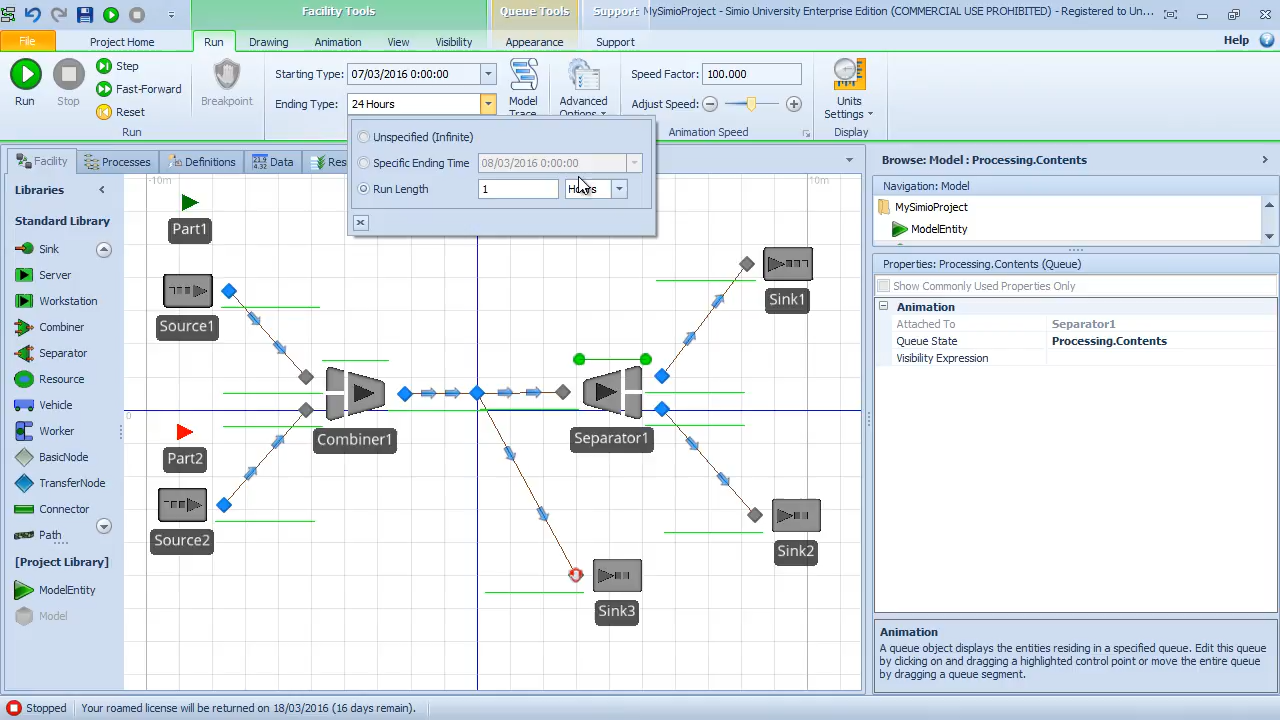 Facility Tools
Queue Tools
Support
MySimioProject - Simio University Enterprise Edition (COMMERCIAL USE PROHIBITED) - Registered to Un...
File
Project Home
Run
Drawing
Animation
View
Visibility
Appearance
Support
Help
Run
Stop
Step
Fast-Forward
Reset
Run
Breakpoint
Starting Type:
07/03/2016 0:00:00
Ending Type:
24 Hours
Model
Trace
Advanced
Options
Speed Factor:
100.000
Adjust Speed:
Animation Speed
Units
Settings
Display
Unspecified (Infinite)
Specific Ending Time
08/03/2016 0:00:00
Run Length
1
Facility
Processes
Definitions
Data
Res
Libraries
Standard Library
Sink
Server
Workstation
Combiner
Separator
Resource
Vehicle
Worker
BasicNode
TransferNode
Connector
Path
[Project Library]
ModelEntity
Model
-10m
10m
0
Part1
Source1
Part2
Source2
Combiner1
Separator1
Sink1
Sink2
Sink3
Browse: Model : Processing.Contents
Navigation: Model
MySimioProject
ModelEntity
Properties: Processing.Contents (Queue)
Show Commonly Used Properties Only
Animation
Attached To
Separator1
Queue State
Processing.Contents
Visibility Expression
Animation
A queue object displays the entities residing in a specified queue. Edit this queue
by clicking on and dragging a highlighted control point or move the entire queue
by dragging a queue segment.
Stopped
Your roamed license will be returned on 18/03/2016 (16 days remain).